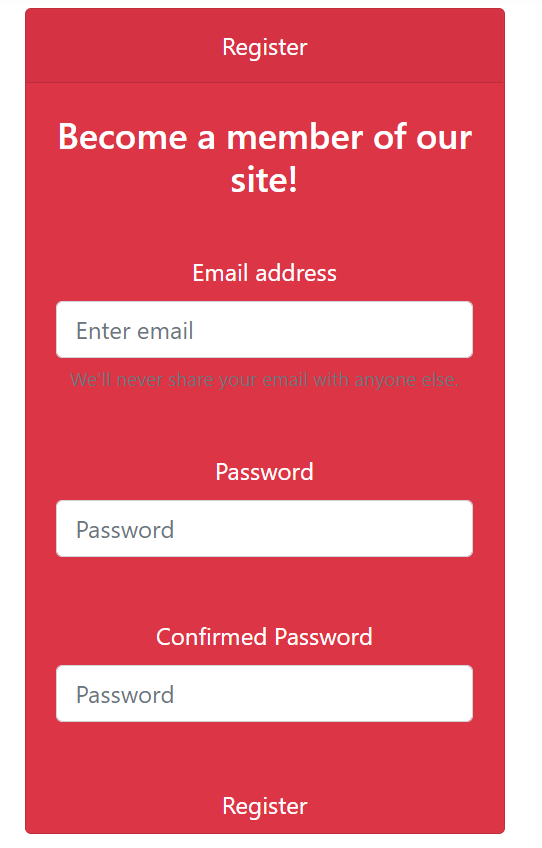 Register
Become a member of our
site!
Email address
Enter email
We'll never share your email with anyone else.
Password
Password
Confirmed Password
Password
Register